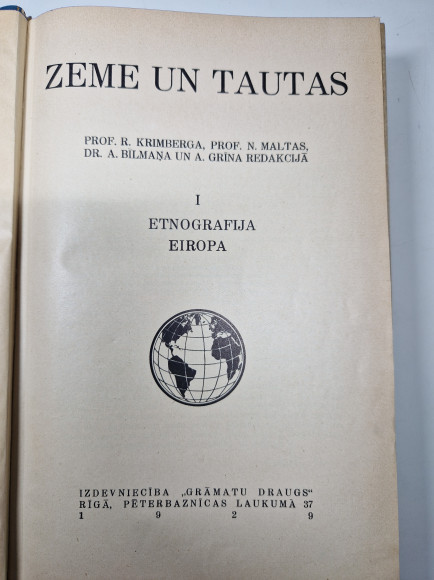 ZEME UN TAUTAS
PROF. R. KRIMBERGA, PROF. N. MALTAS,
DR. A. BILMAŅA UN A. GRĪNA REDAKCIJĀ
I
ETNOGRAFIJA
EIROPA
IZDEVNIECĪBA „GRĀMATU DRAUGS"
RĪGĀ, PĒTERBAZNĪCAS LAUKUMĀ 37
1 9 2 9